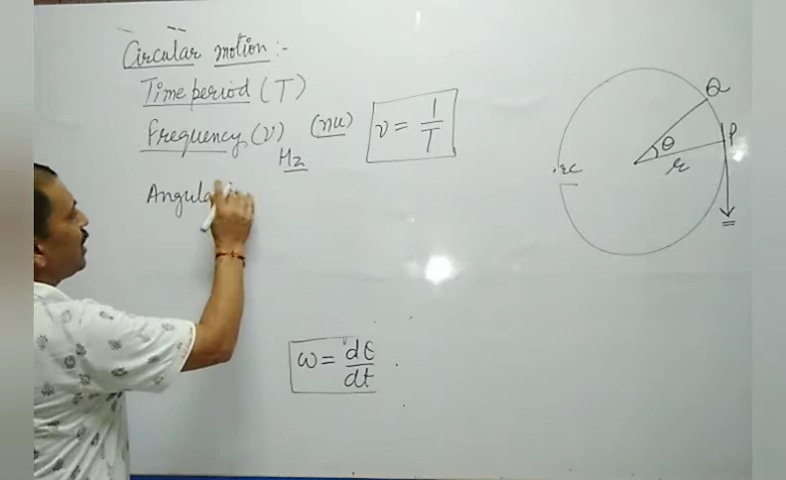 Circular motion :-
Time period (T)
Frequency (ν) (nu) ν = 1/T
Hz
Angula
Q
P
θ
r
ω = dθ/dt